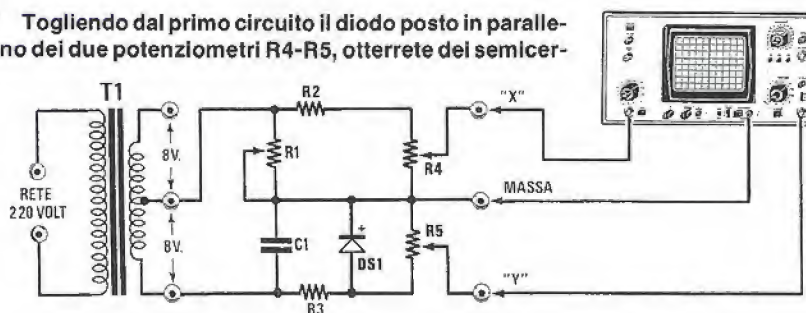 Togliendo dal primo circuito il diodo posto in paralle-
no dei due potenziometri R4-R5, otterrete dei semicer-
T1
R2
"X"
8V.
R1
R4
RETE
220 VOLT
MASSA
8V.
C1
+
DS1
R5
R3
"Y"